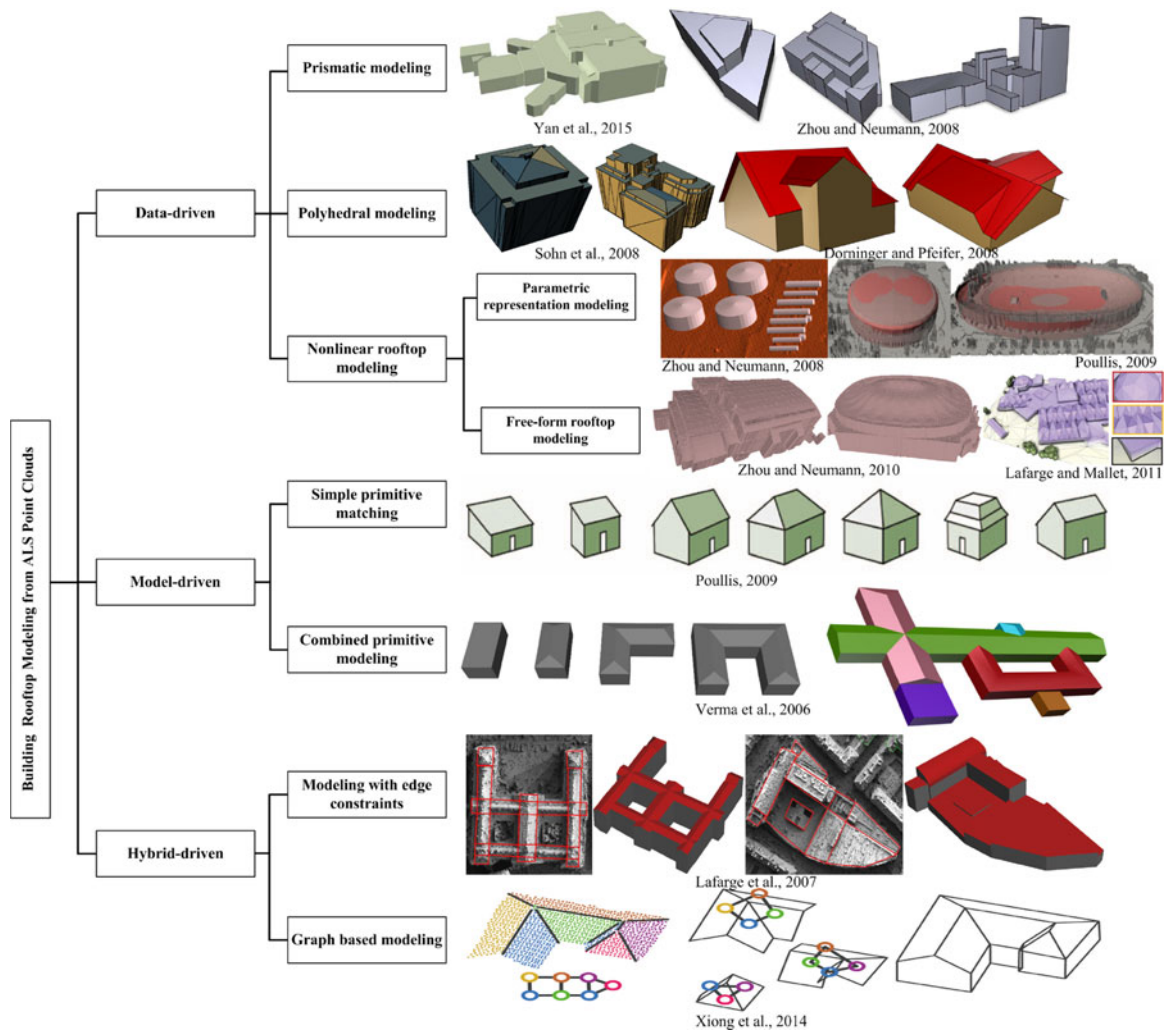 Building Rooftop Modeling from ALS Point Clouds
Data-driven
Prismatic modeling
Yan et al., 2015
Zhou and Neumann, 2008
Polyhedral modeling
Sohn et al., 2008
Dorninger and Pfeifer, 2008
Nonlinear rooftop
modeling
Parametric
representation modeling
Zhou and Neumann, 2008
Poullis, 2009
Free-form rooftop
modeling
Zhou and Neumann, 2010
Lafarge and Mallet, 2011
Model-driven
Simple primitive
matching
Poullis, 2009
Combined primitive
modeling
Verma et al., 2006
Hybrid-driven
Modeling with edge
constraints
Lafarge et al., 2007
Graph based modeling
Xiong et al., 2014